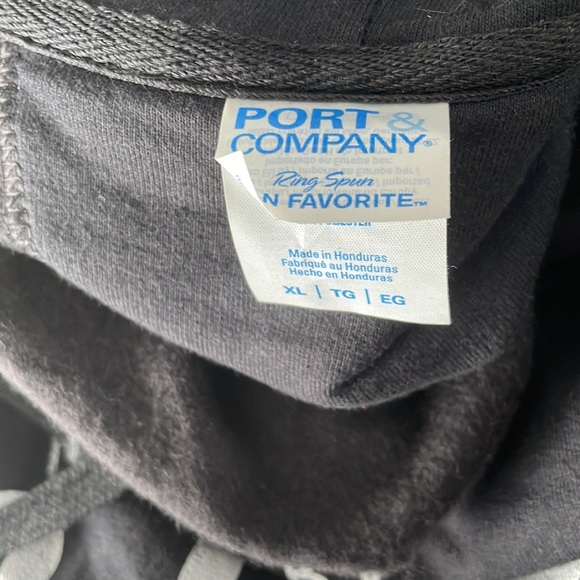 PORT &
COMPANY®
Ring Spun
N FAVORITE™
Made in Honduras
Fabriqué au Honduras
Hecho en Honduras
XL | TG | EG